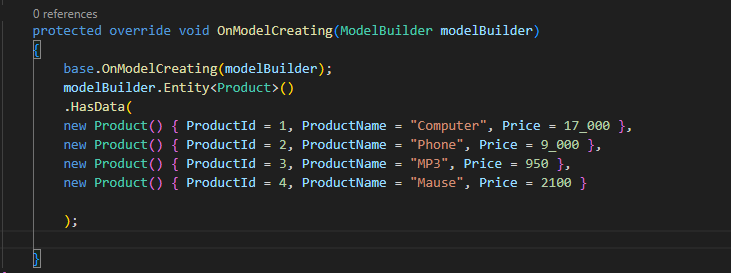 0 references
protected override void OnModelCreating(ModelBuilder modelBuilder)
{
base.OnModelCreating(modelBuilder);
modelBuilder.Entity<Product>()
.HasData(
new Product() { ProductId = 1, ProductName = "Computer", Price = 17_000 },
new Product() { ProductId = 2, ProductName = "Phone", Price = 9_000 },
new Product() { ProductId = 3, ProductName = "MP3", Price = 950 },
new Product() { ProductId = 4, ProductName = "Mause", Price = 2100 }
);
}